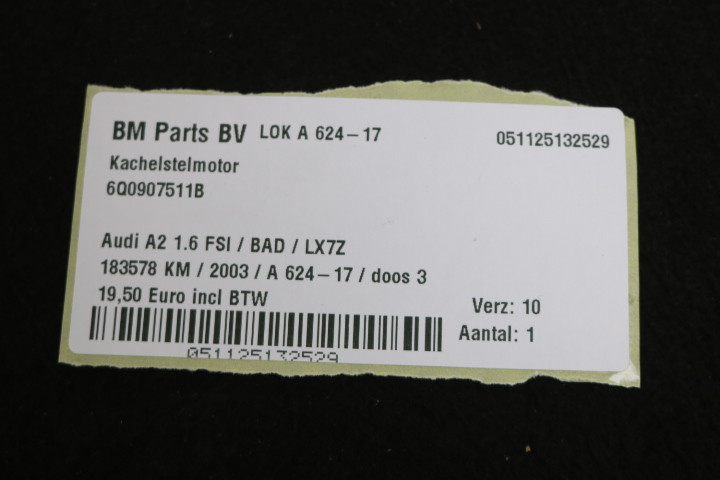 BM Parts BV LOK A 624-17 051125132529
Kachelstelmotor
6Q0907511B
Audi A2 1.6 FSI / BAD / LX7Z
183578 KM / 2003 / A 624-17 / doos 3
19,50 Euro incl BTW
Verz: 10
Aantal: 1
051125132529